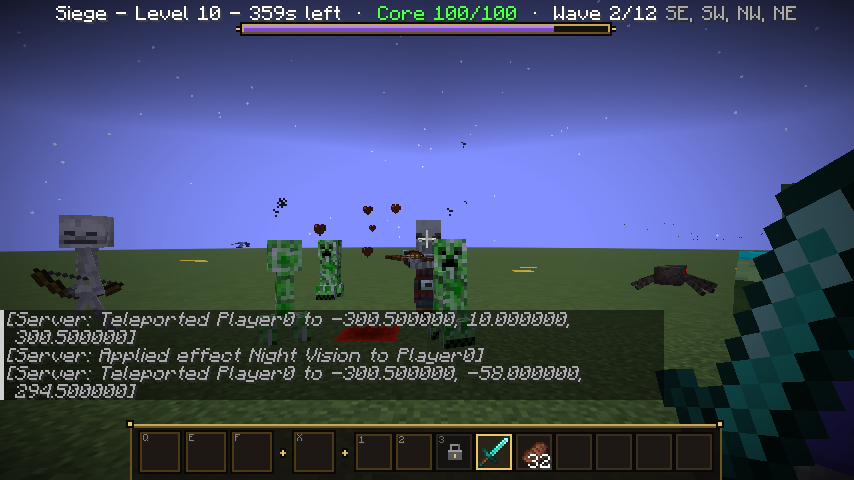 Siege - Level 10 - 359s left · Core 100/100 · Wave 2/12 SE, SW, NW, NE
[Server: Teleported Player0 to -300.500000, 10.000000,
300.500000]
[Server: Applied effect Night Vision to Player0]
[Server: Teleported Player0 to -300.500000, -59.000000,
294.500000]
Q E F X 1 2 3
32